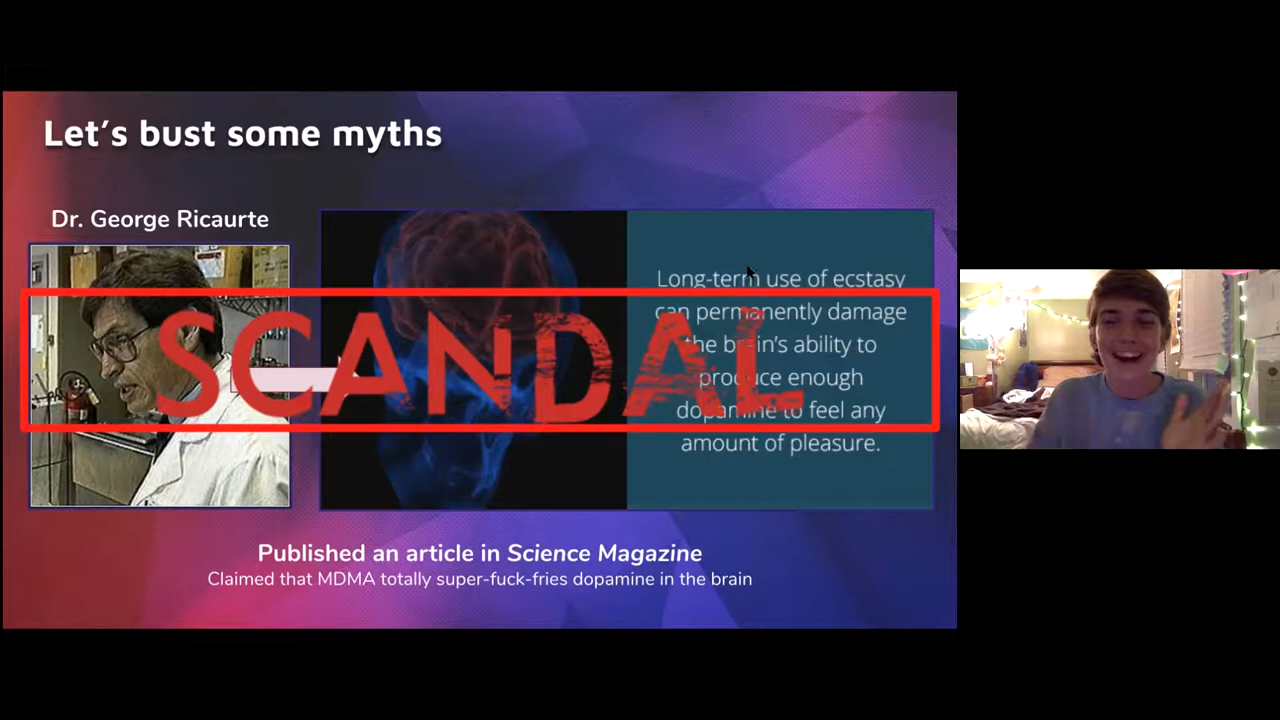 Let's bust some myths
Dr. George Ricaurte
Long-term use of ecstasy
can permanently damage
the brain's ability to
produce enough
dopamine to feel any
amount of pleasure.
SCANDAL
Published an article in Science Magazine
Claimed that MDMA totally super-fuck-fries dopamine in the brain